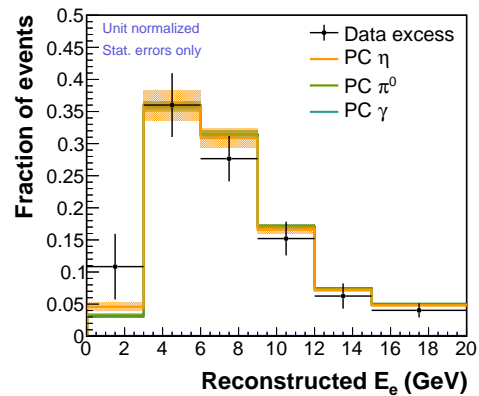 Unit normalized
Stat. errors only
Data excess
PC η
PC π⁰
PC γ
Fraction of events
0.5
0.45
0.4
0.35
0.3
0.25
0.2
0.15
0.1
0.05
0
0 2 4 6 8 10 12 14 16 18 20
Reconstructed E_e (GeV)